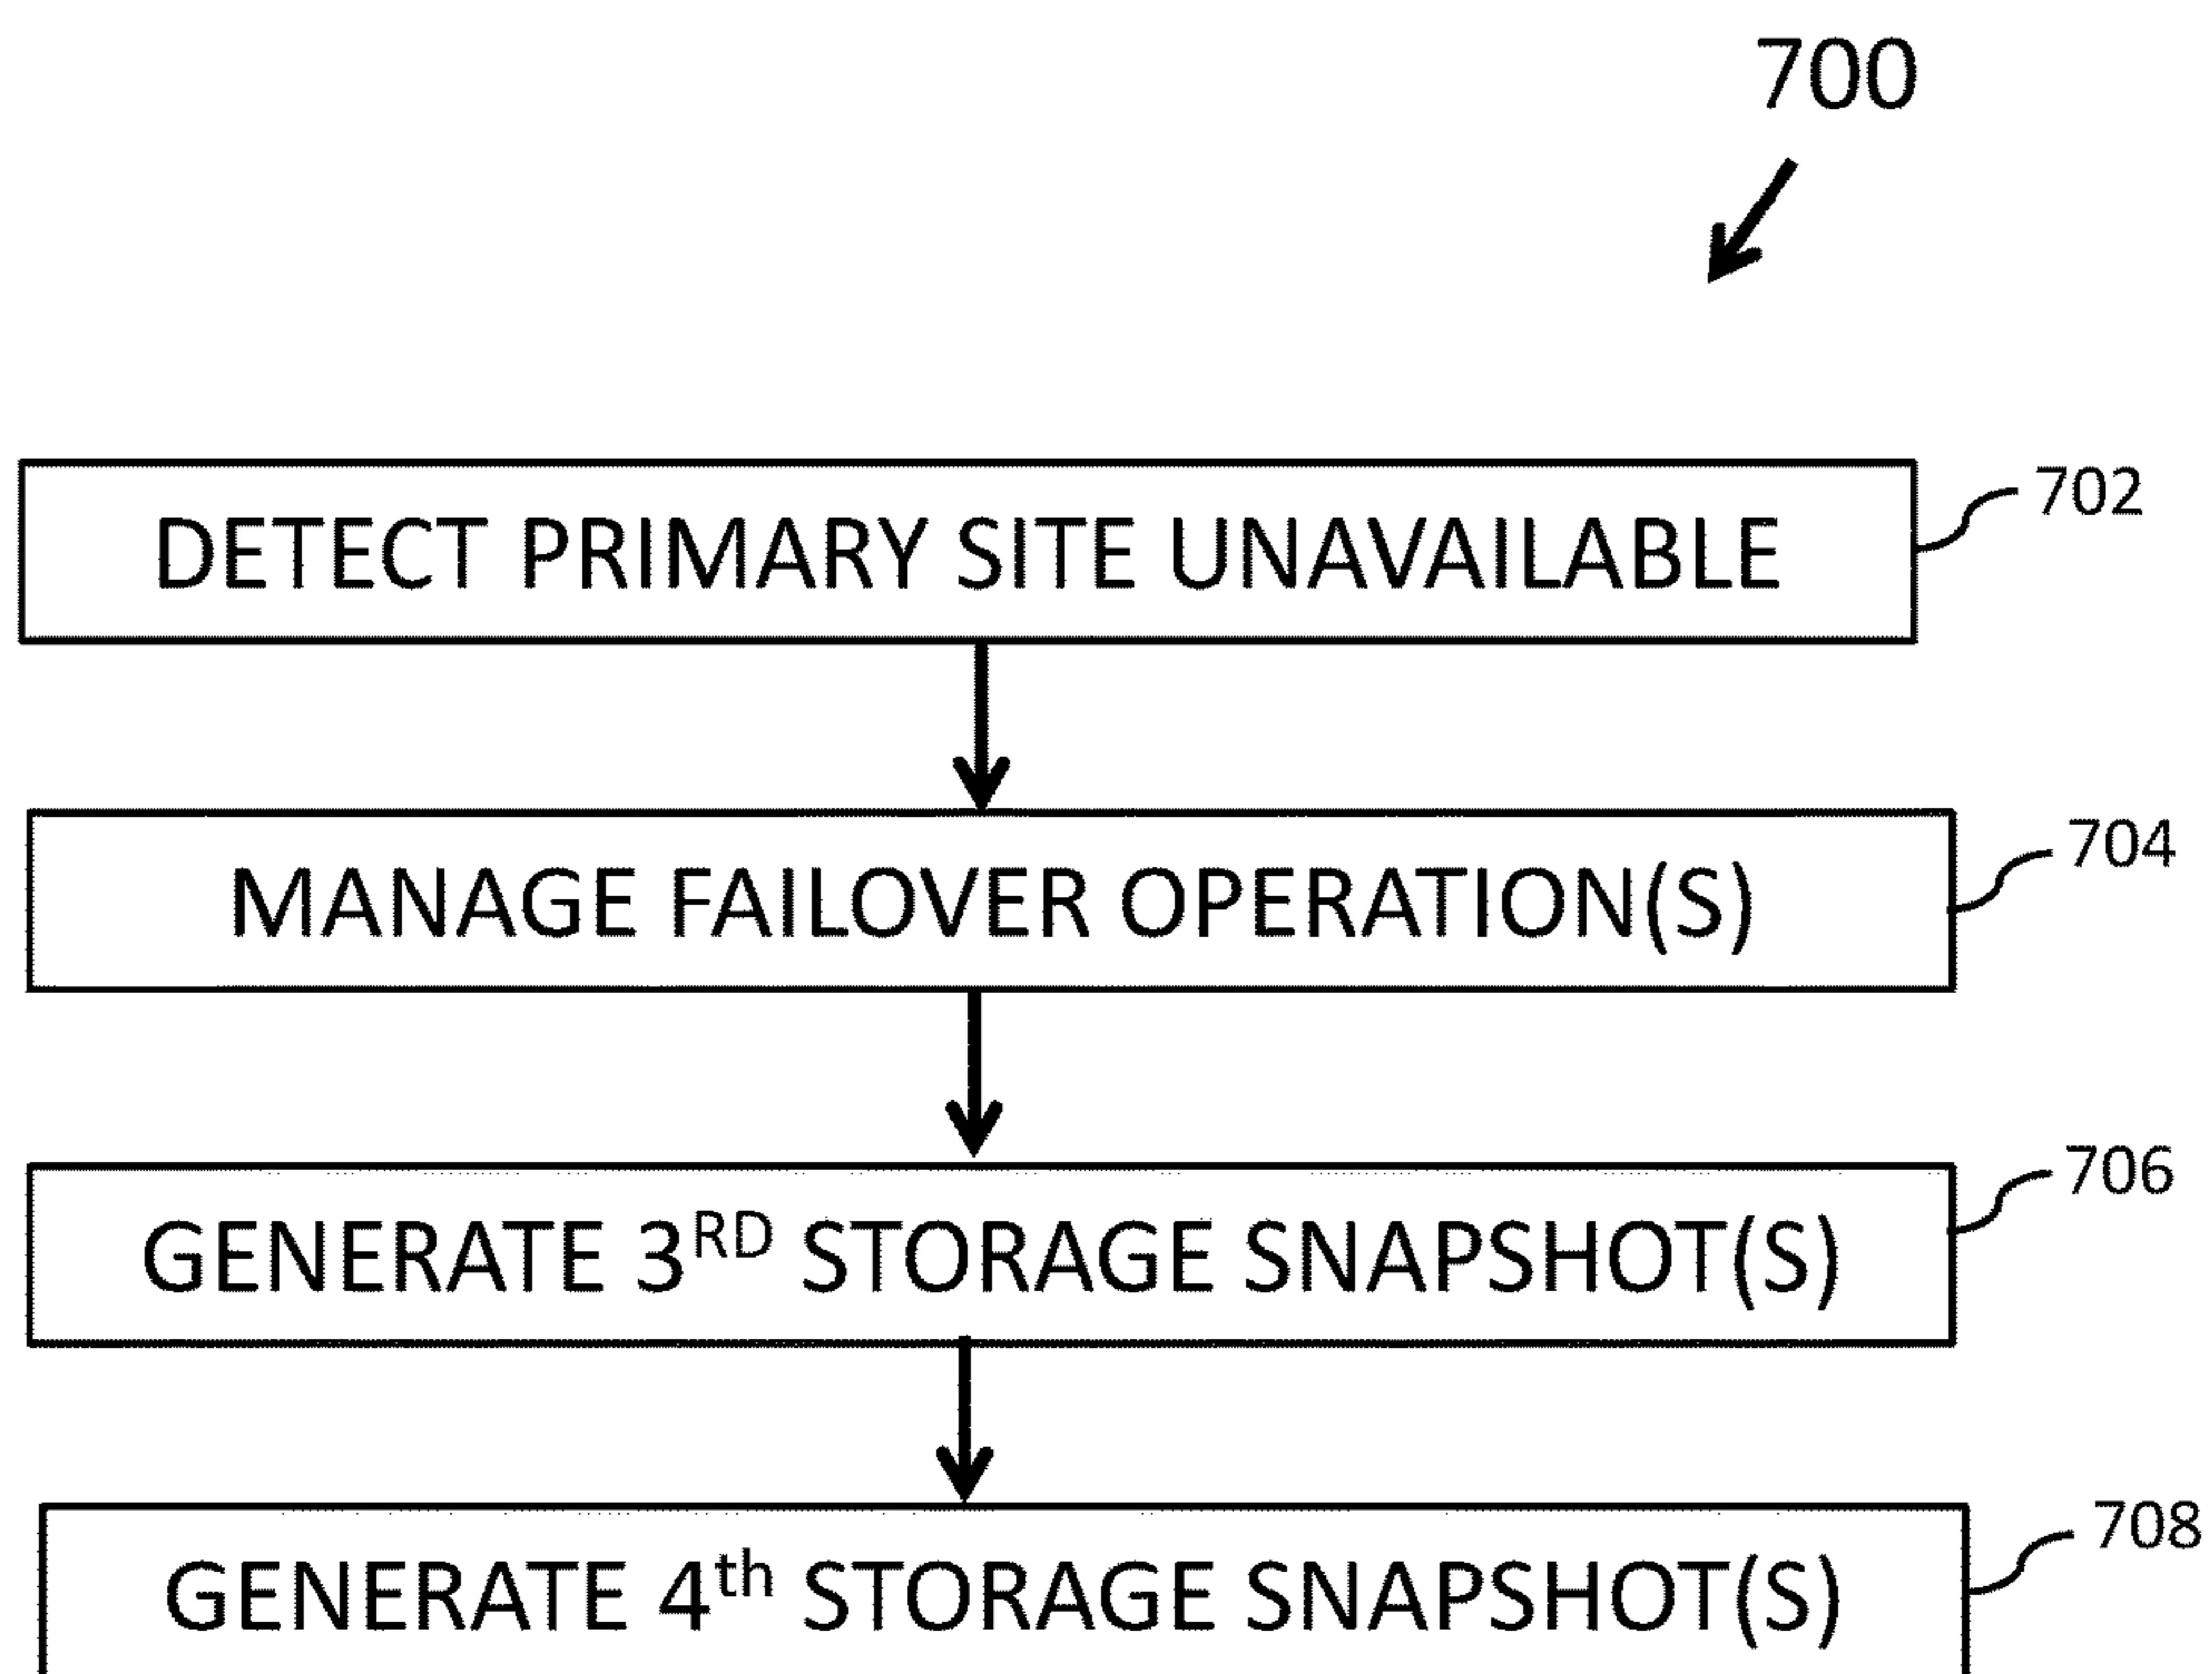 700
DETECT PRIMARY SITE UNAVAILABLE
702
MANAGE FAILOVER OPERATION(S)
704
GENERATE 3RD STORAGE SNAPSHOT(S)
706
GENERATE 4th STORAGE SNAPSHOT(S)
708